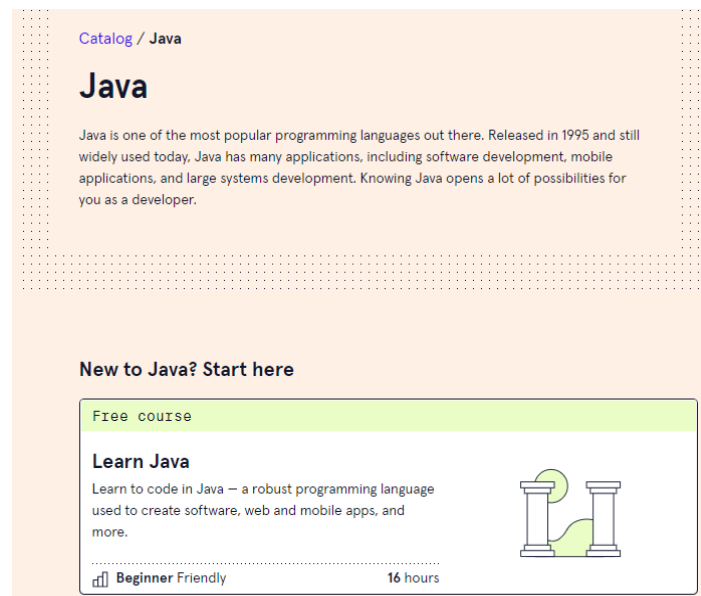 Catalog / Java
Java
Java is one of the most popular programming languages out there. Released in 1995 and still
widely used today, Java has many applications, including software development, mobile
applications, and large systems development. Knowing Java opens a lot of possibilities for
you as a developer.
New to Java? Start here
Free course
Learn Java
Learn to code in Java — a robust programming language
used to create software, web and mobile apps, and
more.
Beginner Friendly 16 hours